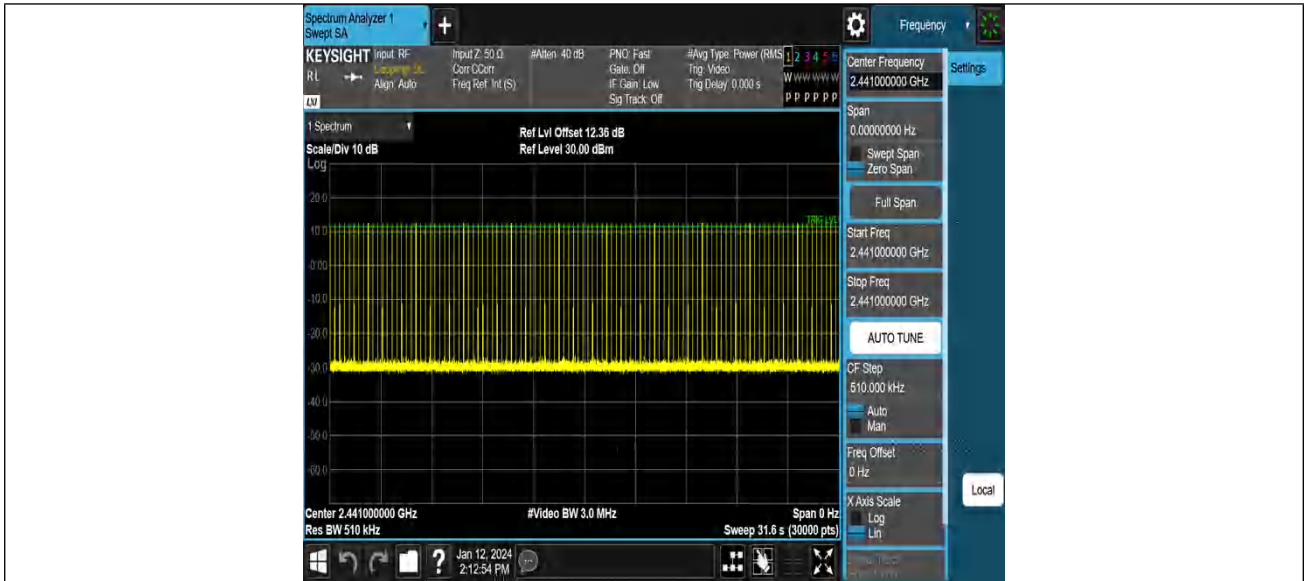 Spectrum Analyzer 1
Swept SA
+
Frequency
KEYSIGHT
RL
LXI
Input: RF
Coupling: DC
Align: Auto
Input Z: 50 Ω
Corr CCorr
Freq Ref: Int (S)
#Atten: 40 dB
PNO: Fast
Gate: Off
IF Gain: Low
Sig Track: Off
#Avg Type: Power (RMS
Trig: Video
Trig Delay: 0.000 s
1 2 3 4 5 6
W W W W W W
P P P P P P
1 Spectrum
Scale/Div 10 dB
Log
Ref Lvl Offset 12.36 dB
Ref Level 30.00 dBm
20.0
TRIG LVL
10.0
0.00
-10.0
-20.0
-30.0
-40.0
-50.0
-60.0
Center 2.441000000 GHz
Res BW 510 kHz
#Video BW 3.0 MHz
Span 0 Hz
Sweep 31.6 s (30000 pts)
?
Jan 12, 2024
2:12:54 PM
Center Frequency
2.441000000 GHz
Settings
Span
0.00000000 Hz
Swept Span
Zero Span
Full Span
Start Freq
2.441000000 GHz
Stop Freq
2.441000000 GHz
AUTO TUNE
CF Step
510.000 kHz
Auto
Man
Freq Offset
0 Hz
X Axis Scale
Log
Lin
Local